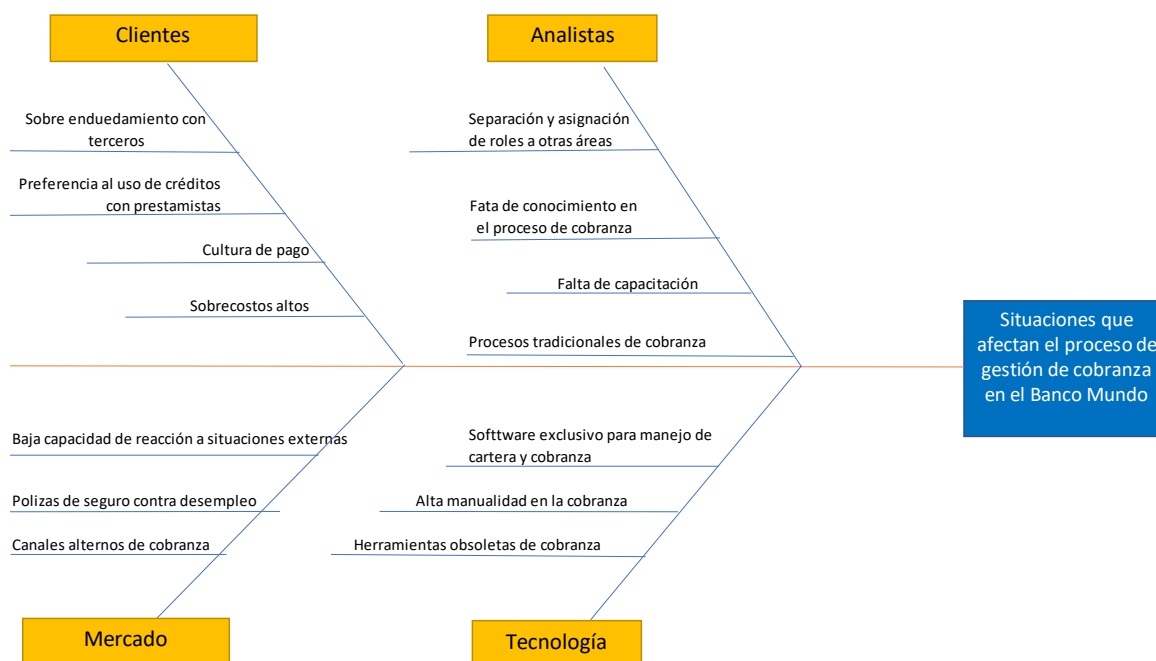 Clientes
Analistas
Sobre enduedamiento con
terceros
Preferencia al uso de créditos
con prestamistas
Cultura de pago
Sobrecostos altos
Separación y asignación
de roles a otras áreas
Fata de conocimiento en
el proceso de cobranza
Falta de capacitación
Procesos tradicionales de cobranza
Situaciones que
afectan el proceso de
gestión de cobranza
en el Banco Mundo
Baja capacidad de reacción a situaciones externas
Polizas de seguro contra desempleo
Canales alternos de cobranza
Softtware exclusivo para manejo de
cartera y cobranza
Alta manualidad en la cobranza
Herramientas obsoletas de cobranza
Mercado
Tecnología